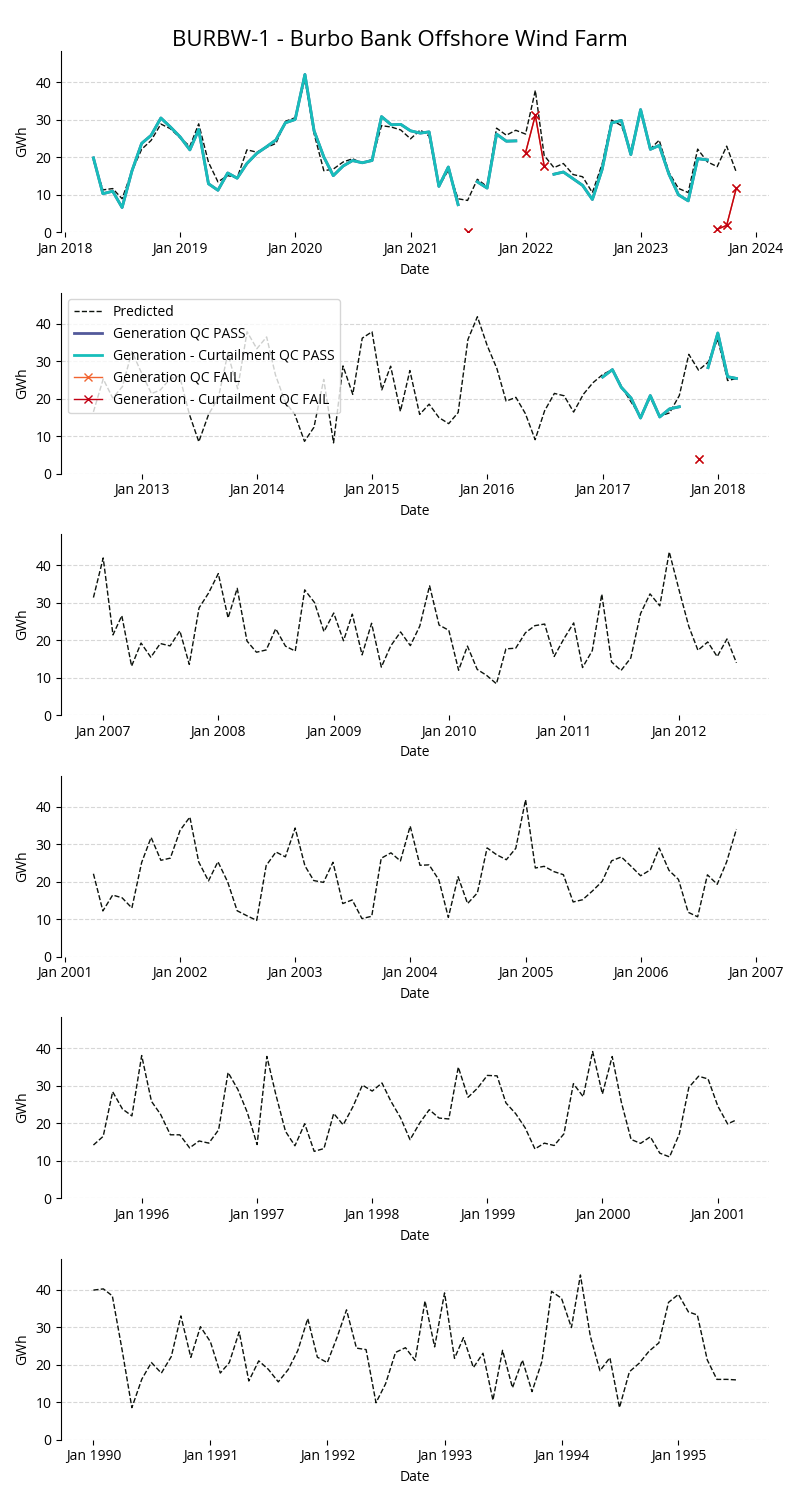 BURBW-1 - Burbo Bank Offshore Wind Farm
40
30
20
10
0
GWh
Jan 2018 Jan 2019 Jan 2020 Jan 2021 Jan 2022 Jan 2023 Jan 2024
Date
Predicted
Generation QC PASS
Generation - Curtailment QC PASS
Generation QC FAIL
Generation - Curtailment QC FAIL
40
30
20
10
0
GWh
Jan 2013 Jan 2014 Jan 2015 Jan 2016 Jan 2017 Jan 2018
Date
40
30
20
10
0
GWh
Jan 2007 Jan 2008 Jan 2009 Jan 2010 Jan 2011 Jan 2012
Date
40
30
20
10
0
GWh
Jan 2001 Jan 2002 Jan 2003 Jan 2004 Jan 2005 Jan 2006 Jan 2007
Date
40
30
20
10
0
GWh
Jan 1996 Jan 1997 Jan 1998 Jan 1999 Jan 2000 Jan 2001
Date
40
30
20
10
0
GWh
Jan 1990 Jan 1991 Jan 1992 Jan 1993 Jan 1994 Jan 1995
Date